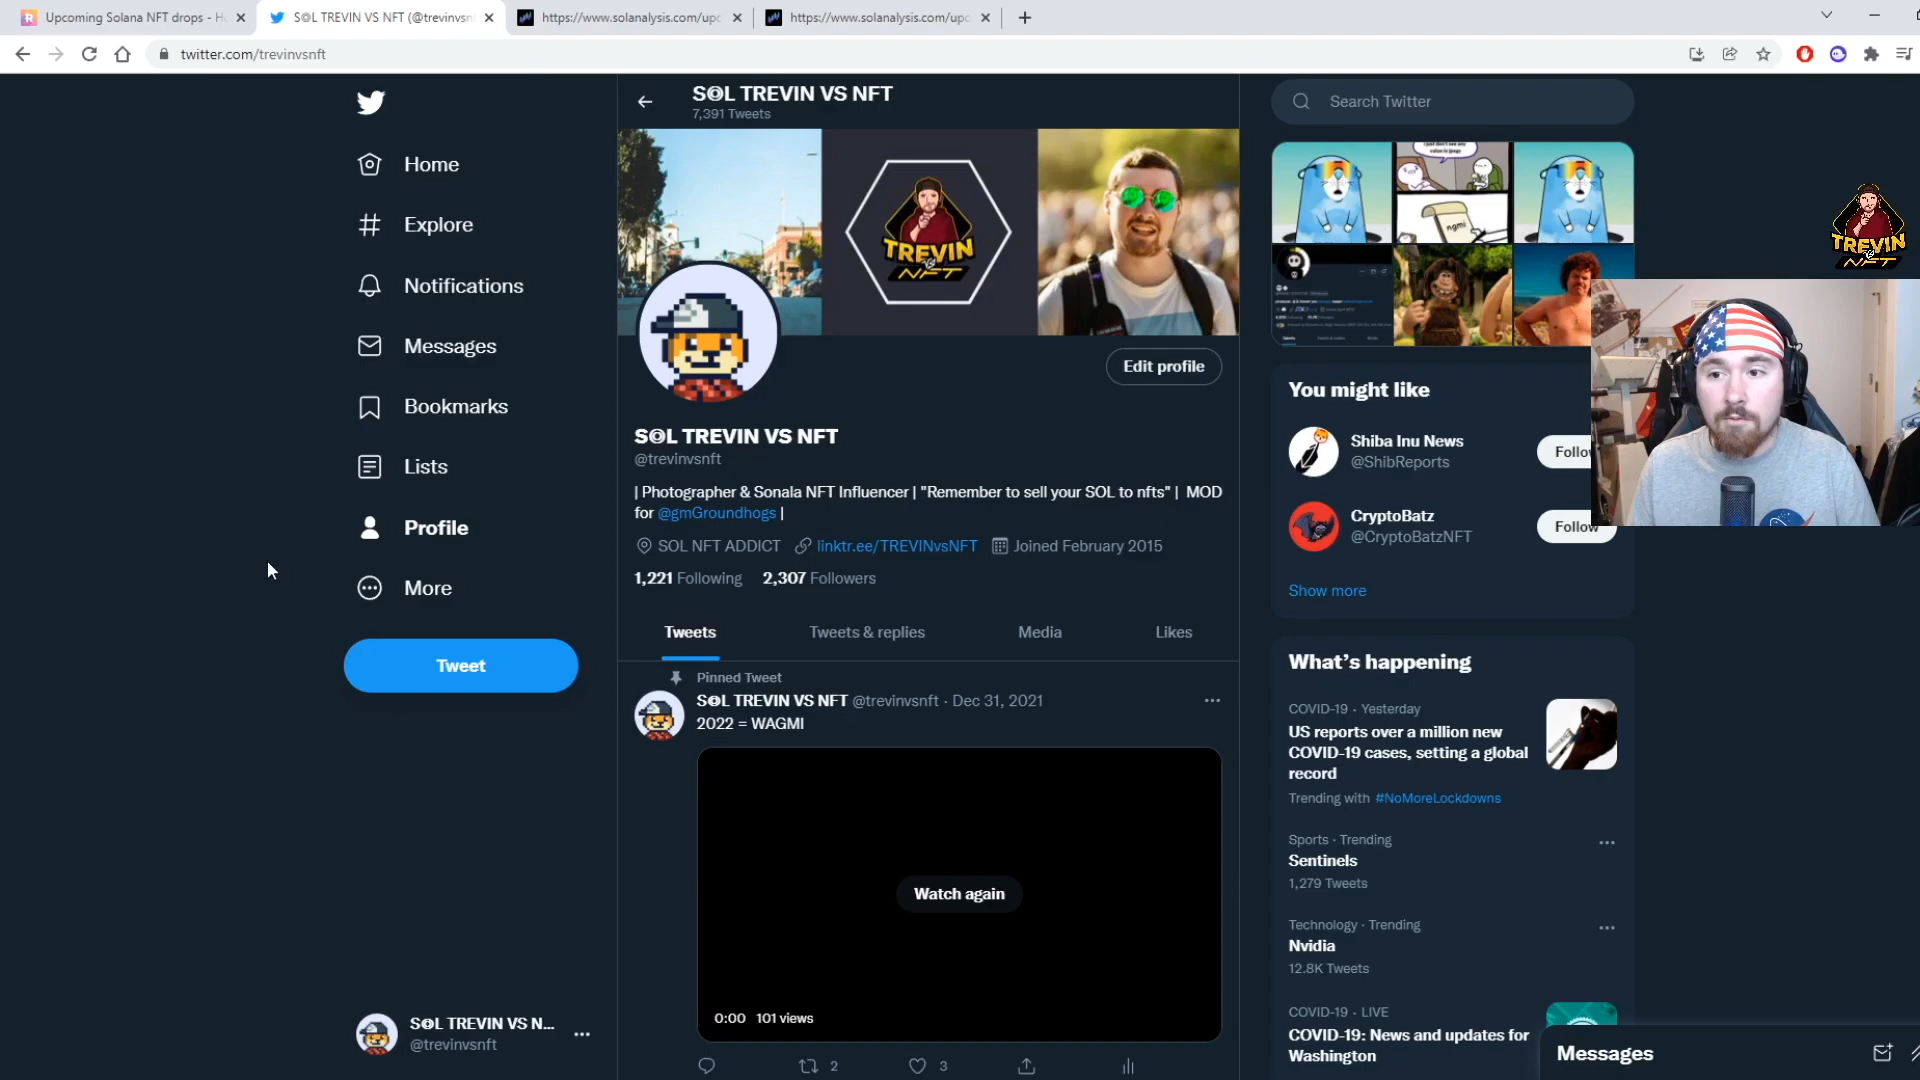 Upcoming Solana NFT drops - H
S◎L TREVIN VS NFT (@trevinvsn
https://www.solanalysis.com/upc
https://www.solanalysis.com/upc
twitter.com/trevinvsnft
S◎L TREVIN VS NFT
7,391 Tweets
Home
Explore
Notifications
Messages
Bookmarks
Lists
Profile
More
Tweet
S◎L TREVIN VS N...
@trevinvsnft
TREVIN
VS
NFT
Edit profile
S◎L TREVIN VS NFT
@trevinvsnft
| Photographer & Sonala NFT Influencer | "Remember to sell your SOL to nfts" | MOD
for @gmGroundhogs |
SOL NFT ADDICT linktr.ee/TREVINvsNFT Joined February 2015
1,221 Following 2,307 Followers
Tweets Tweets & replies Media Likes
Pinned Tweet
S◎L TREVIN VS NFT @trevinvsnft · Dec 31, 2021
2022 = WAGMI
Watch again
0:00 101 views
2 3
Search Twitter
ngmi
TREVIN
VS
NFT
You might like
Shiba Inu News
@ShibReports
Follow
CryptoBatz
@CryptoBatzNFT
Follow
Show more
What's happening
COVID-19 · Yesterday
US reports over a million new
COVID-19 cases, setting a global
record
Trending with #NoMoreLockdowns
Sports · Trending
Sentinels
1,279 Tweets
Technology · Trending
Nvidia
12.8K Tweets
COVID-19 · LIVE
COVID-19: News and updates for
Washington
Messages